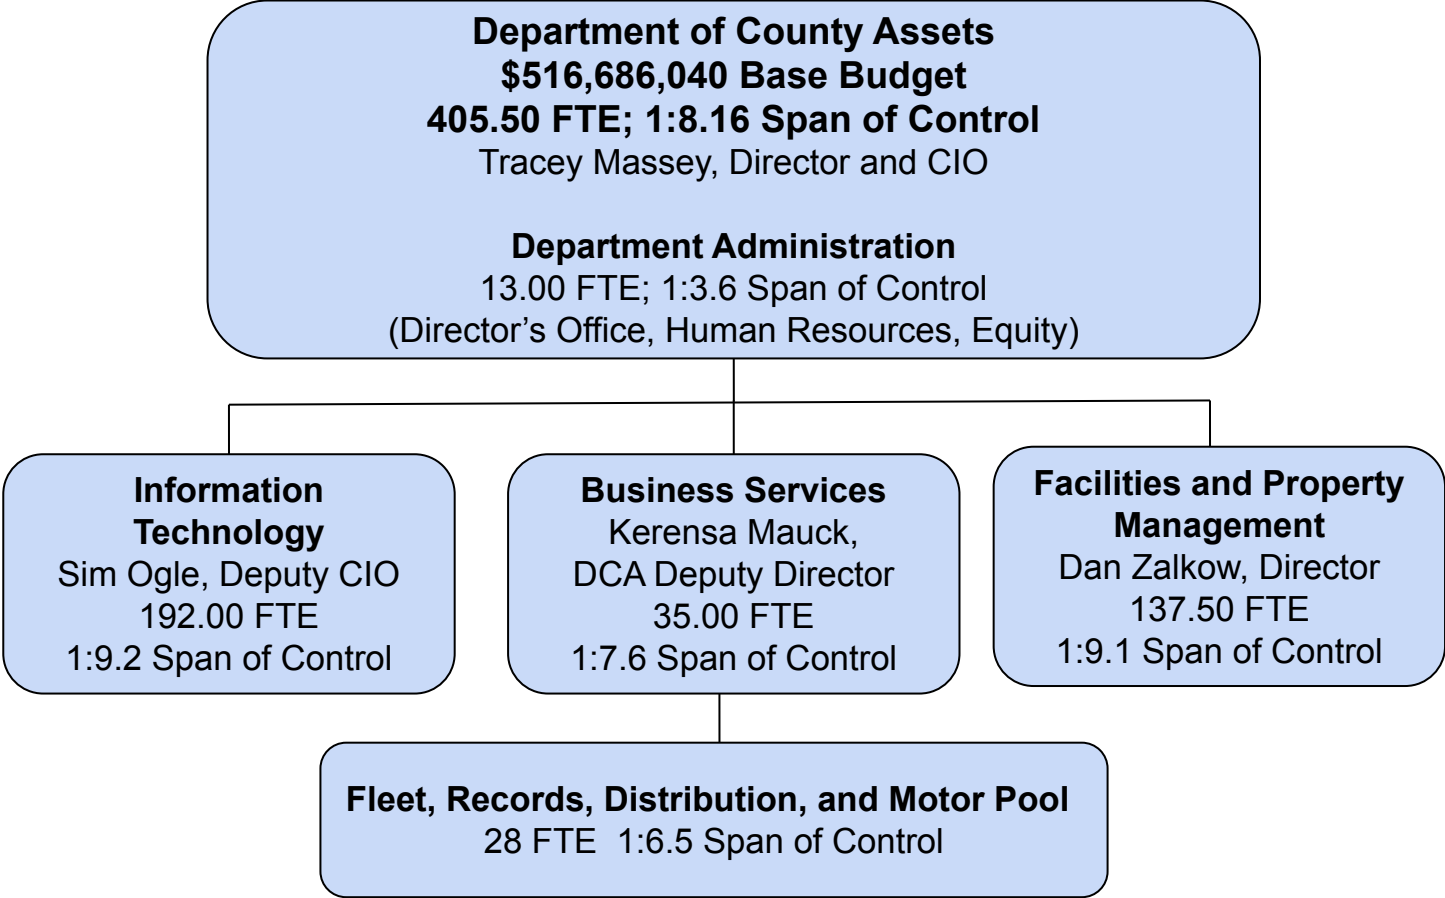 Department of County Assets
$516,686,040 Base Budget
405.50 FTE; 1:8.16 Span of Control
Tracey Massey, Director and CIO
Department Administration
13.00 FTE; 1:3.6 Span of Control
(Director’s Office, Human Resources, Equity)
Information
Technology
Sim Ogle, Deputy CIO
192.00 FTE
1:9.2 Span of Control
Business Services
Kerensa Mauck,
DCA Deputy Director
35.00 FTE
1:7.6 Span of Control
Facilities and Property
Management
Dan Zalkow, Director
137.50 FTE
1:9.1 Span of Control
Fleet, Records, Distribution, and Motor Pool
28 FTE  1:6.5 Span of Control